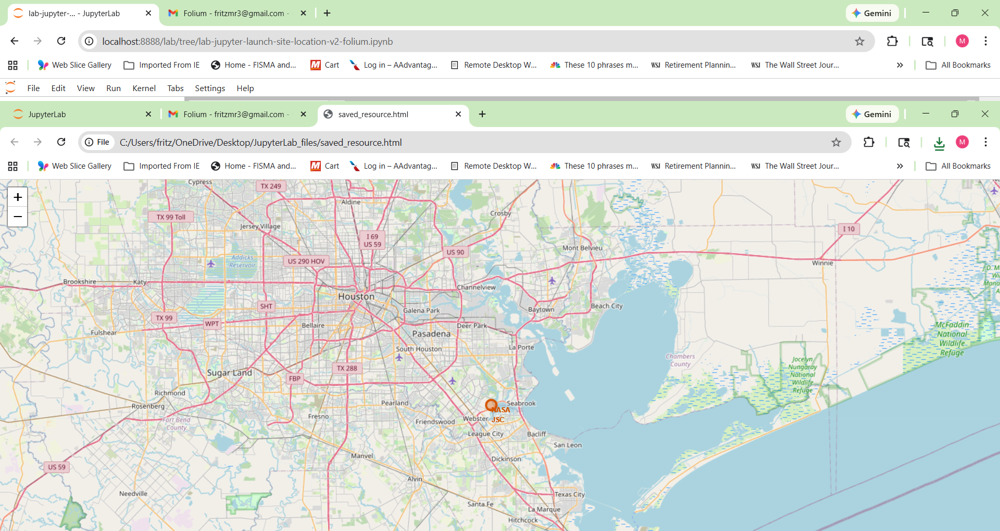 lab-jupyter-... - JupyterLab
Folium - fritzmr3@gmail.com -
Gemini
localhost:8888/lab/tree/lab-jupyter-launch-site-location-v2-folium.ipynb
M
Web Slice Gallery
Imported From IE
Home - FISMA and...
Cart
Log in – AAdvantag...
Remote Desktop W...
These 10 phrases m...
WSJ Retirement Plannin...
WSJ The Wall Street Jour...
All Bookmarks
File Edit View Run Kernel Tabs Settings Help
JupyterLab
Folium - fritzmr3@gmail.com -
saved_resource.html
Gemini
File
C:/Users/fritz/OneDrive/Desktop/JupyterLab_files/saved_resource.html
M
Web Slice Gallery
Imported From IE
Home - FISMA and...
Cart
Log in – AAdvantag...
Remote Desktop W...
These 10 phrases m...
WSJ Retirement Plannin...
WSJ The Wall Street Jour...
All Bookmarks
+
−
Cypress
TX 249
Aldine
TX 99 Toll
Crosby
Jersey Village
I 10
I 69
US 59
Mont Belvieu
US 90
Addicks
Reservoir
US 290 HOV
Winnie
J.D. M
Wi
Mana
A
Brookshire
Katy
Channelview
Houston
SHT
Beach City
Galena Park
Baytown
TX 99
WPT
Bellaire
Deer Park
McFaddin
National
Wildlife
Refuge
Fulshear
Pasadena
South Houston
La Porte
Chambers
County
Jocelyn
Nungaray
National
Wildlife
Refuge
TX 288
Sugar Land
FBP
Richmond
Pearland
Seabrook
Rosenberg
NASA
JSC
Fort Bend
County
Fresno
Friendswood
Webster
League City
Bacliff
San Leon
Manvel
Dickinson
US 59
Alvin
Needville
Texas City
Santa Fe
La Marque
Hitchcock